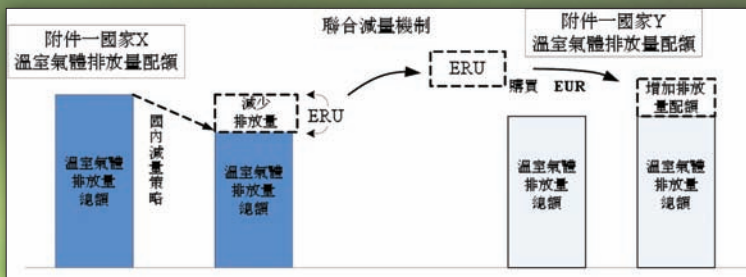 附件一國家X
溫室氣體排放量配額
聯合減量機制
附件一國家Y
溫室氣體排放量配額
國內減量策略
減少
排放量
ERU
ERU
購買 EUR
增加排放
量配額
溫室氣體
排放量
總額
溫室氣體
排放量
總額
溫室氣體
排放量
總額
溫室氣體
排放量
總額